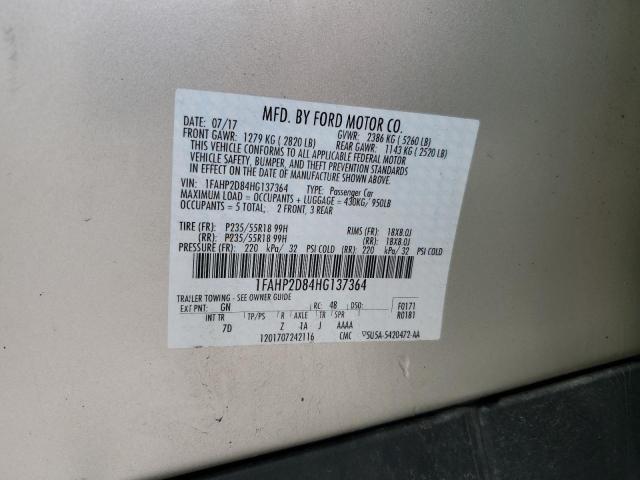 MFD. BY FORD MOTOR CO.
DATE: 07/17 GVWR: 2386 KG ( 5260 LB)
FRONT GAWR: 1279 KG ( 2820 LB) REAR GAWR: 1143 KG ( 2520 LB)
THIS VEHICLE CONFORMS TO ALL APPLICABLE FEDERAL MOTOR
VEHICLE SAFETY, BUMPER, AND THEFT PREVENTION STANDARDS
IN EFFECT ON THE DATE OF MANUFACTURE SHOWN ABOVE.
VIN: 1FAHP2D84HG137364 TYPE: Passenger Car
MAXIMUM LOAD = OCCUPANTS + LUGGAGE = 430KG/ 950LB
OCCUPANTS = 5 TOTAL; 2 FRONT, 3 REAR
TIRE (FR): P235/55R18 99H RIMS (FR): 18X8.0J
(RR): P235/55R18 99H (RR): 18X8.0J
PRESSURE (FR): 220 kPa/ 32 PSI COLD (RR): 220 kPa/ 32 PSI COLD
1FAHP2D84HG137364
TRAILER TOWING - SEE OWNER GUIDE
EXT PNT: GN RC: 48 F0171
INT TR TP/PS R AXLE TR SPR R0181
7D Z 1A J AAAA
1201707242116 CMC 5U5A-5420472-AA